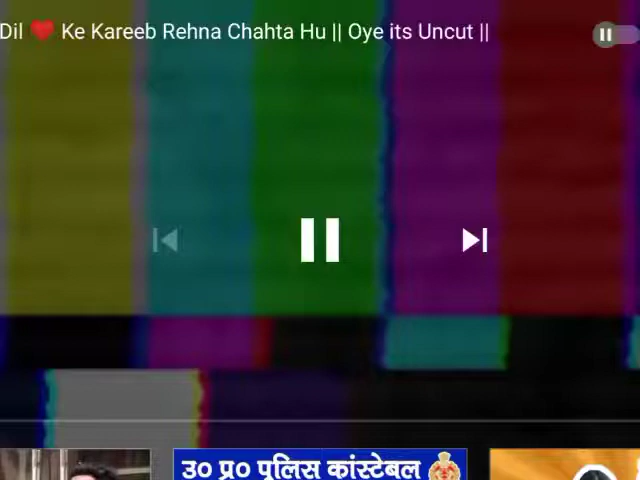 Dil ❤️ Ke Kareeb Rehna Chahta Hu || Oye its Uncut ||
उ० प्र० पुलिस कांस्टेबल